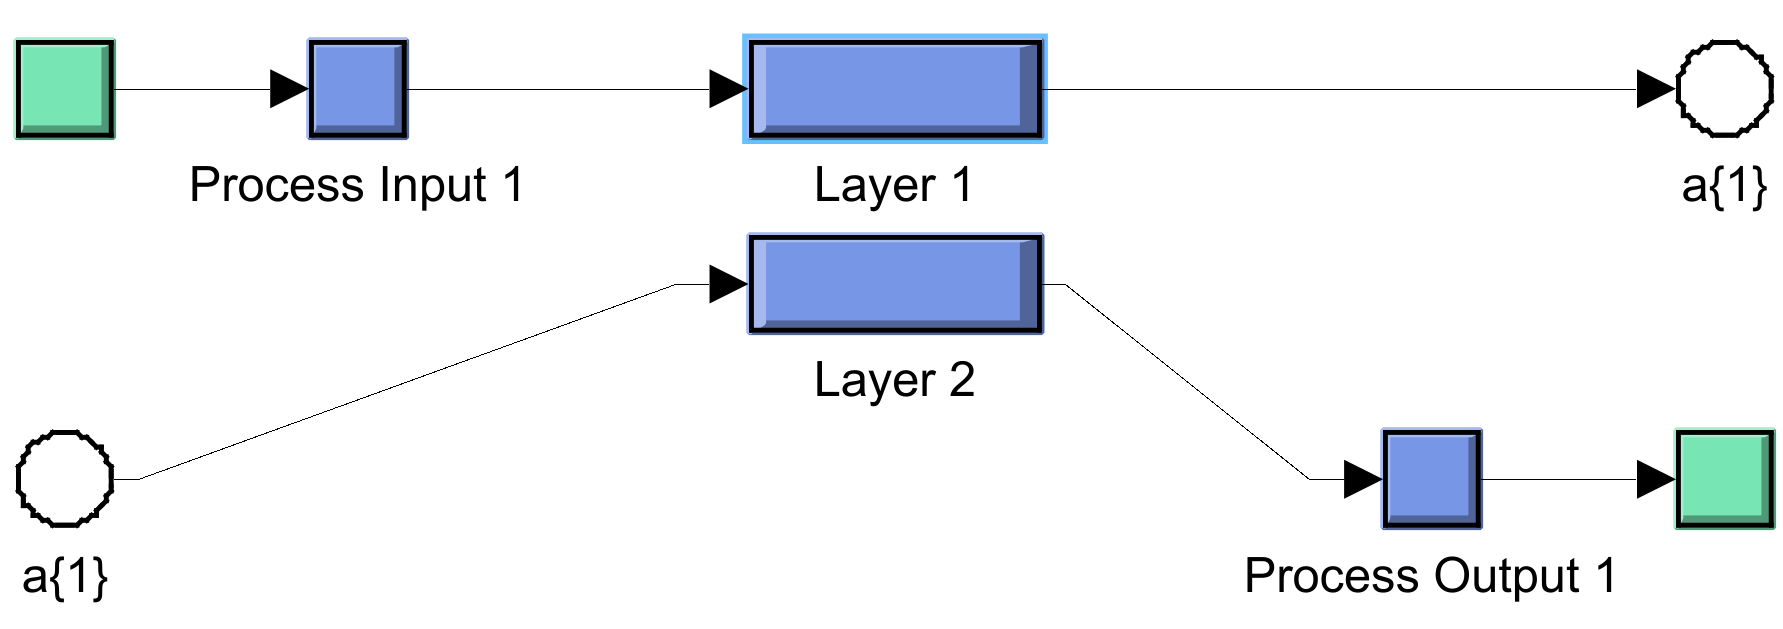 Process Input 1
Layer 1
a{1}
Layer 2
a{1}
Process Output 1